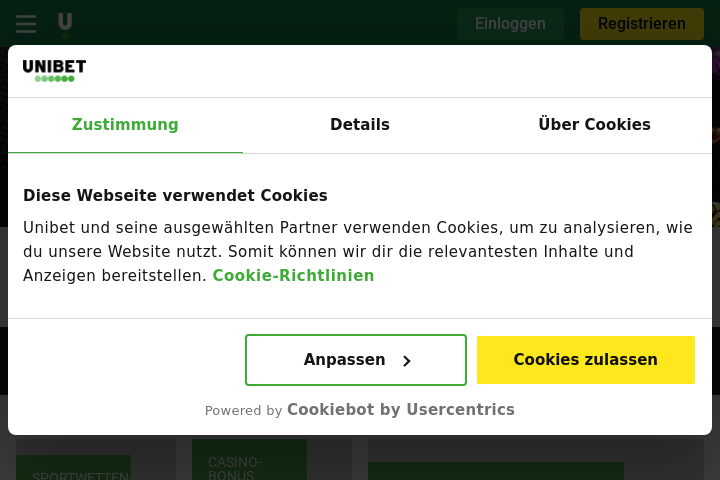 U
Einloggen
Registrieren
UNIBET
Zustimmung
Details
Über Cookies
Diese Webseite verwendet Cookies
Unibet und seine ausgewählten Partner verwenden Cookies, um zu analysieren, wie
du unsere Website nutzt. Somit können wir dir die relevantesten Inhalte und
Anzeigen bereitstellen. Cookie-Richtlinien
Anpassen
Cookies zulassen
Powered by Cookiebot by Usercentrics
SPORTWETTEN:
CASINO-
BONUS